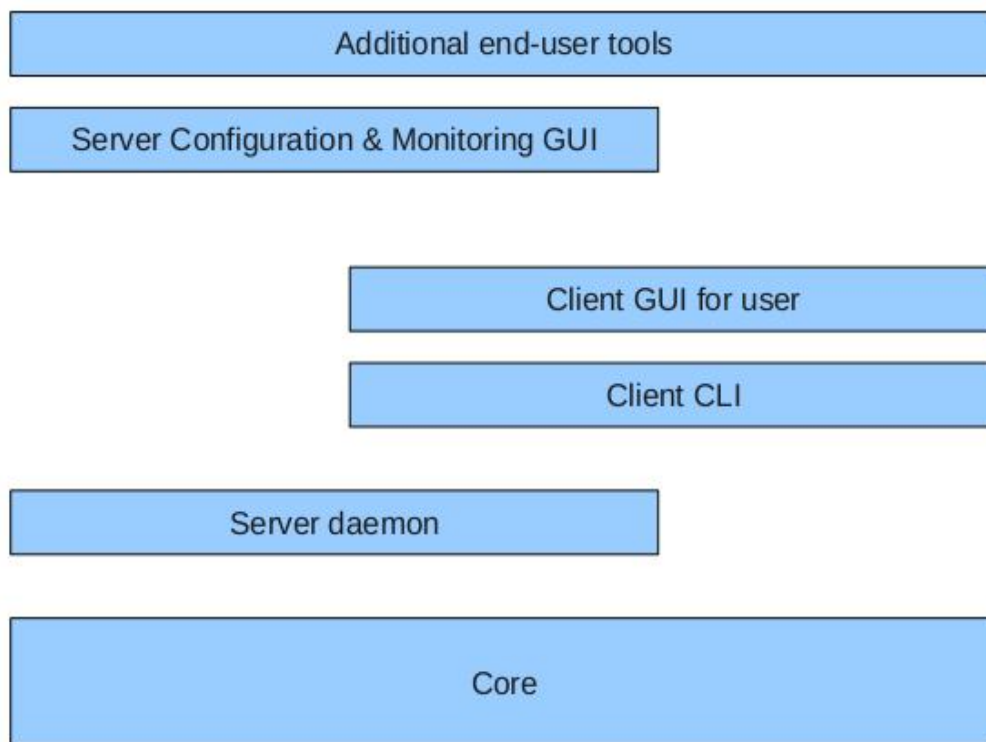 Additional end-user tools
Server Configuration & Monitoring GUI
Client GUI for user
Client CLI
Server daemon
Core